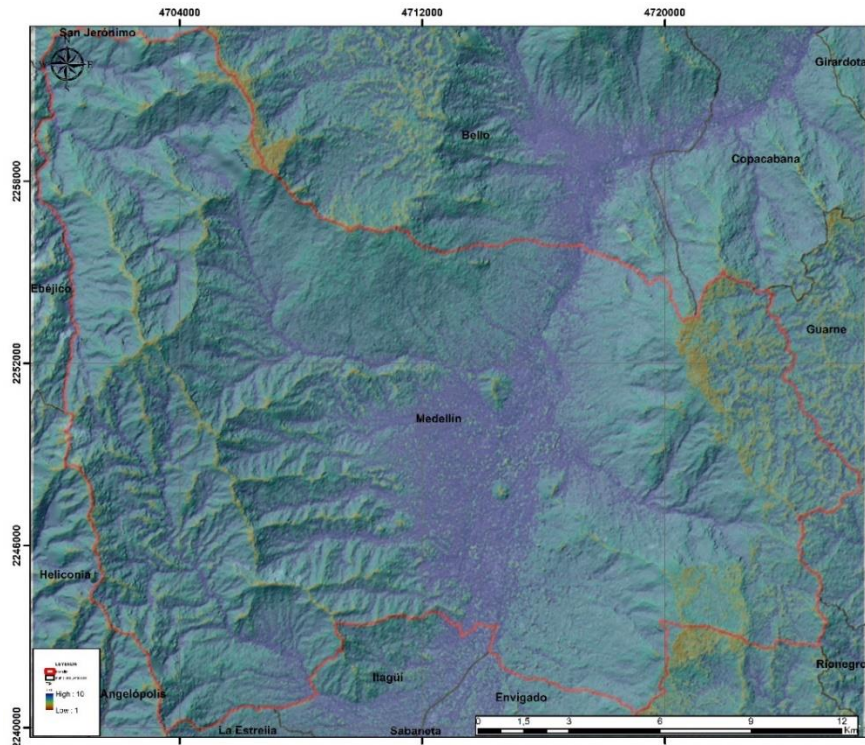 4704000 4712000 4720000
San Jerónimo
Girardota
Bello
Copacabana
2258000
Ebéjico
Guarne
2252000
Medellín
2246000
Heliconia
Rionegro
Itagüí
LEYENDA
High : 10
Low : 1
Angelópolis
Envigado
La Estrella
Sabaneta
2240000
0 1,5 3 6 9 12
Km